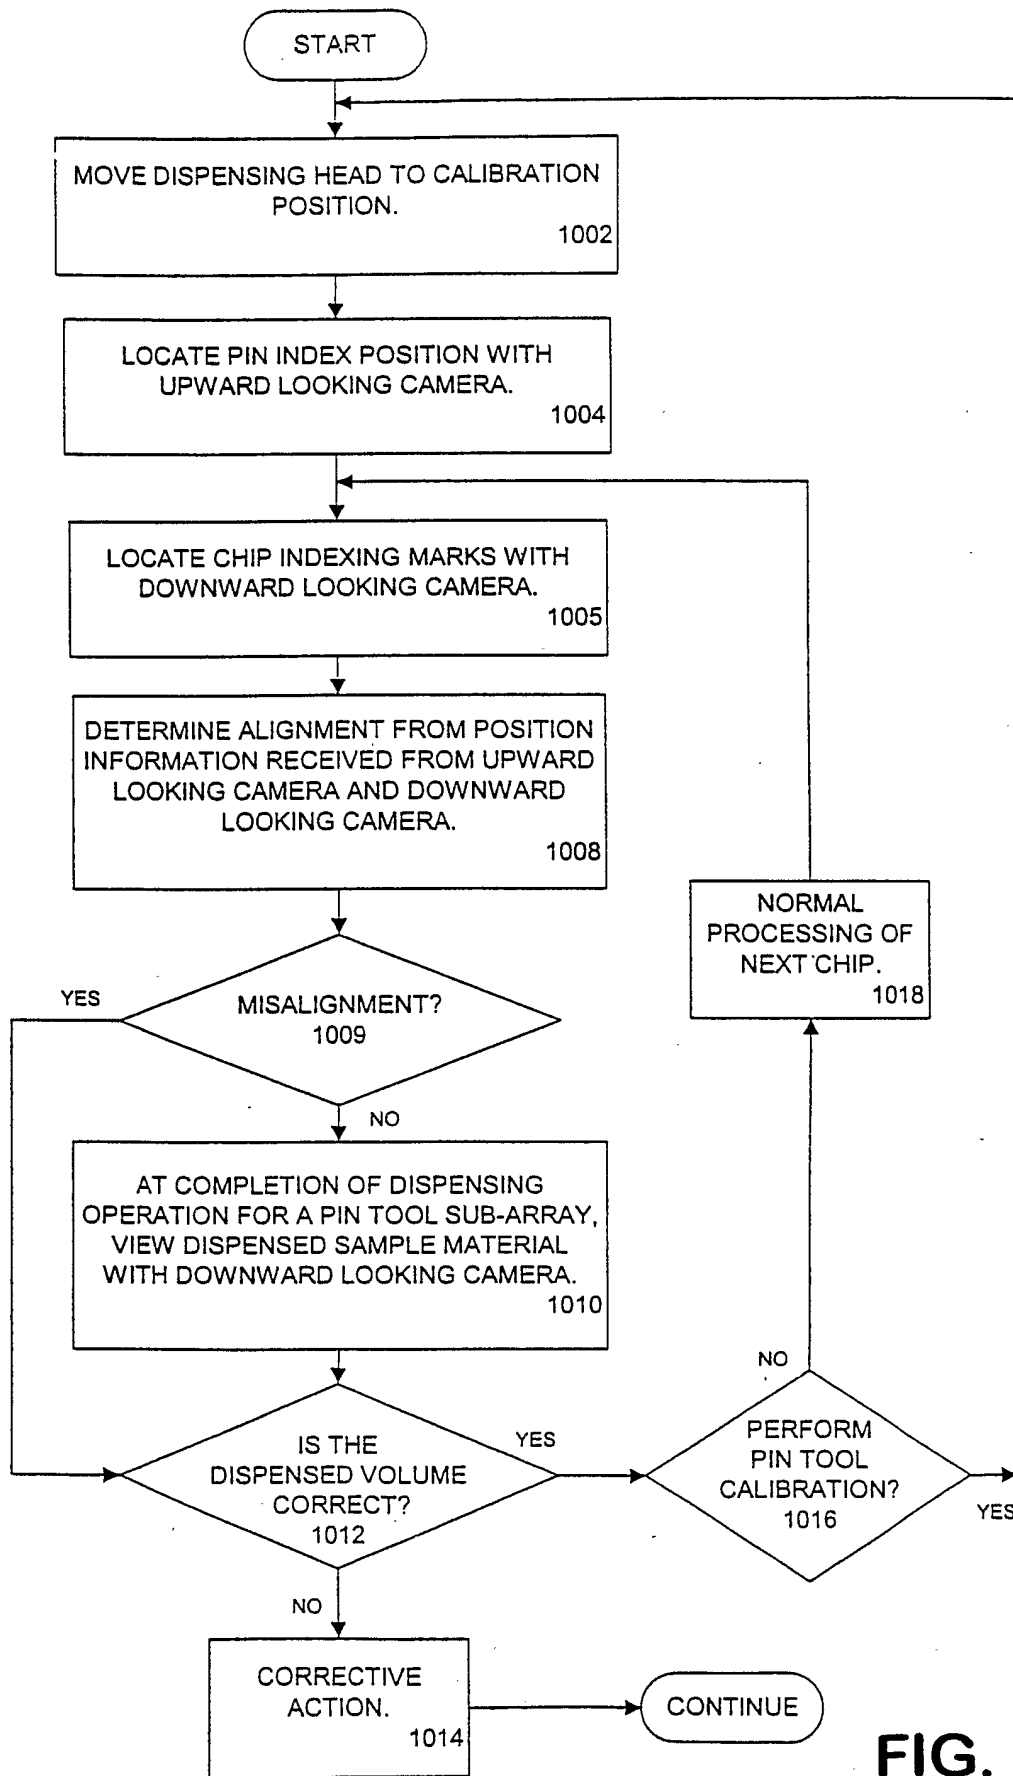 START
MOVE DISPENSING HEAD TO CALIBRATION
POSITION.
1002
LOCATE PIN INDEX POSITION WITH
UPWARD LOOKING CAMERA.
1004
LOCATE CHIP INDEXING MARKS WITH
DOWNWARD LOOKING CAMERA.
1005
DETERMINE ALIGNMENT FROM POSITION
INFORMATION RECEIVED FROM UPWARD
LOOKING CAMERA AND DOWNWARD
LOOKING CAMERA.
1008
NORMAL
PROCESSING OF
NEXT CHIP.
1018
YES
MISALIGNMENT?
1009
NO
AT COMPLETION OF DISPENSING
OPERATION FOR A PIN TOOL SUB-ARRAY,
VIEW DISPENSED SAMPLE MATERIAL
WITH DOWNWARD LOOKING CAMERA.
1010
IS THE
DISPENSED VOLUME
CORRECT?
1012
YES
NO
PERFORM
PIN TOOL
CALIBRATION?
1016
YES
NO
CORRECTIVE
ACTION.
1014
CONTINUE
FIG.